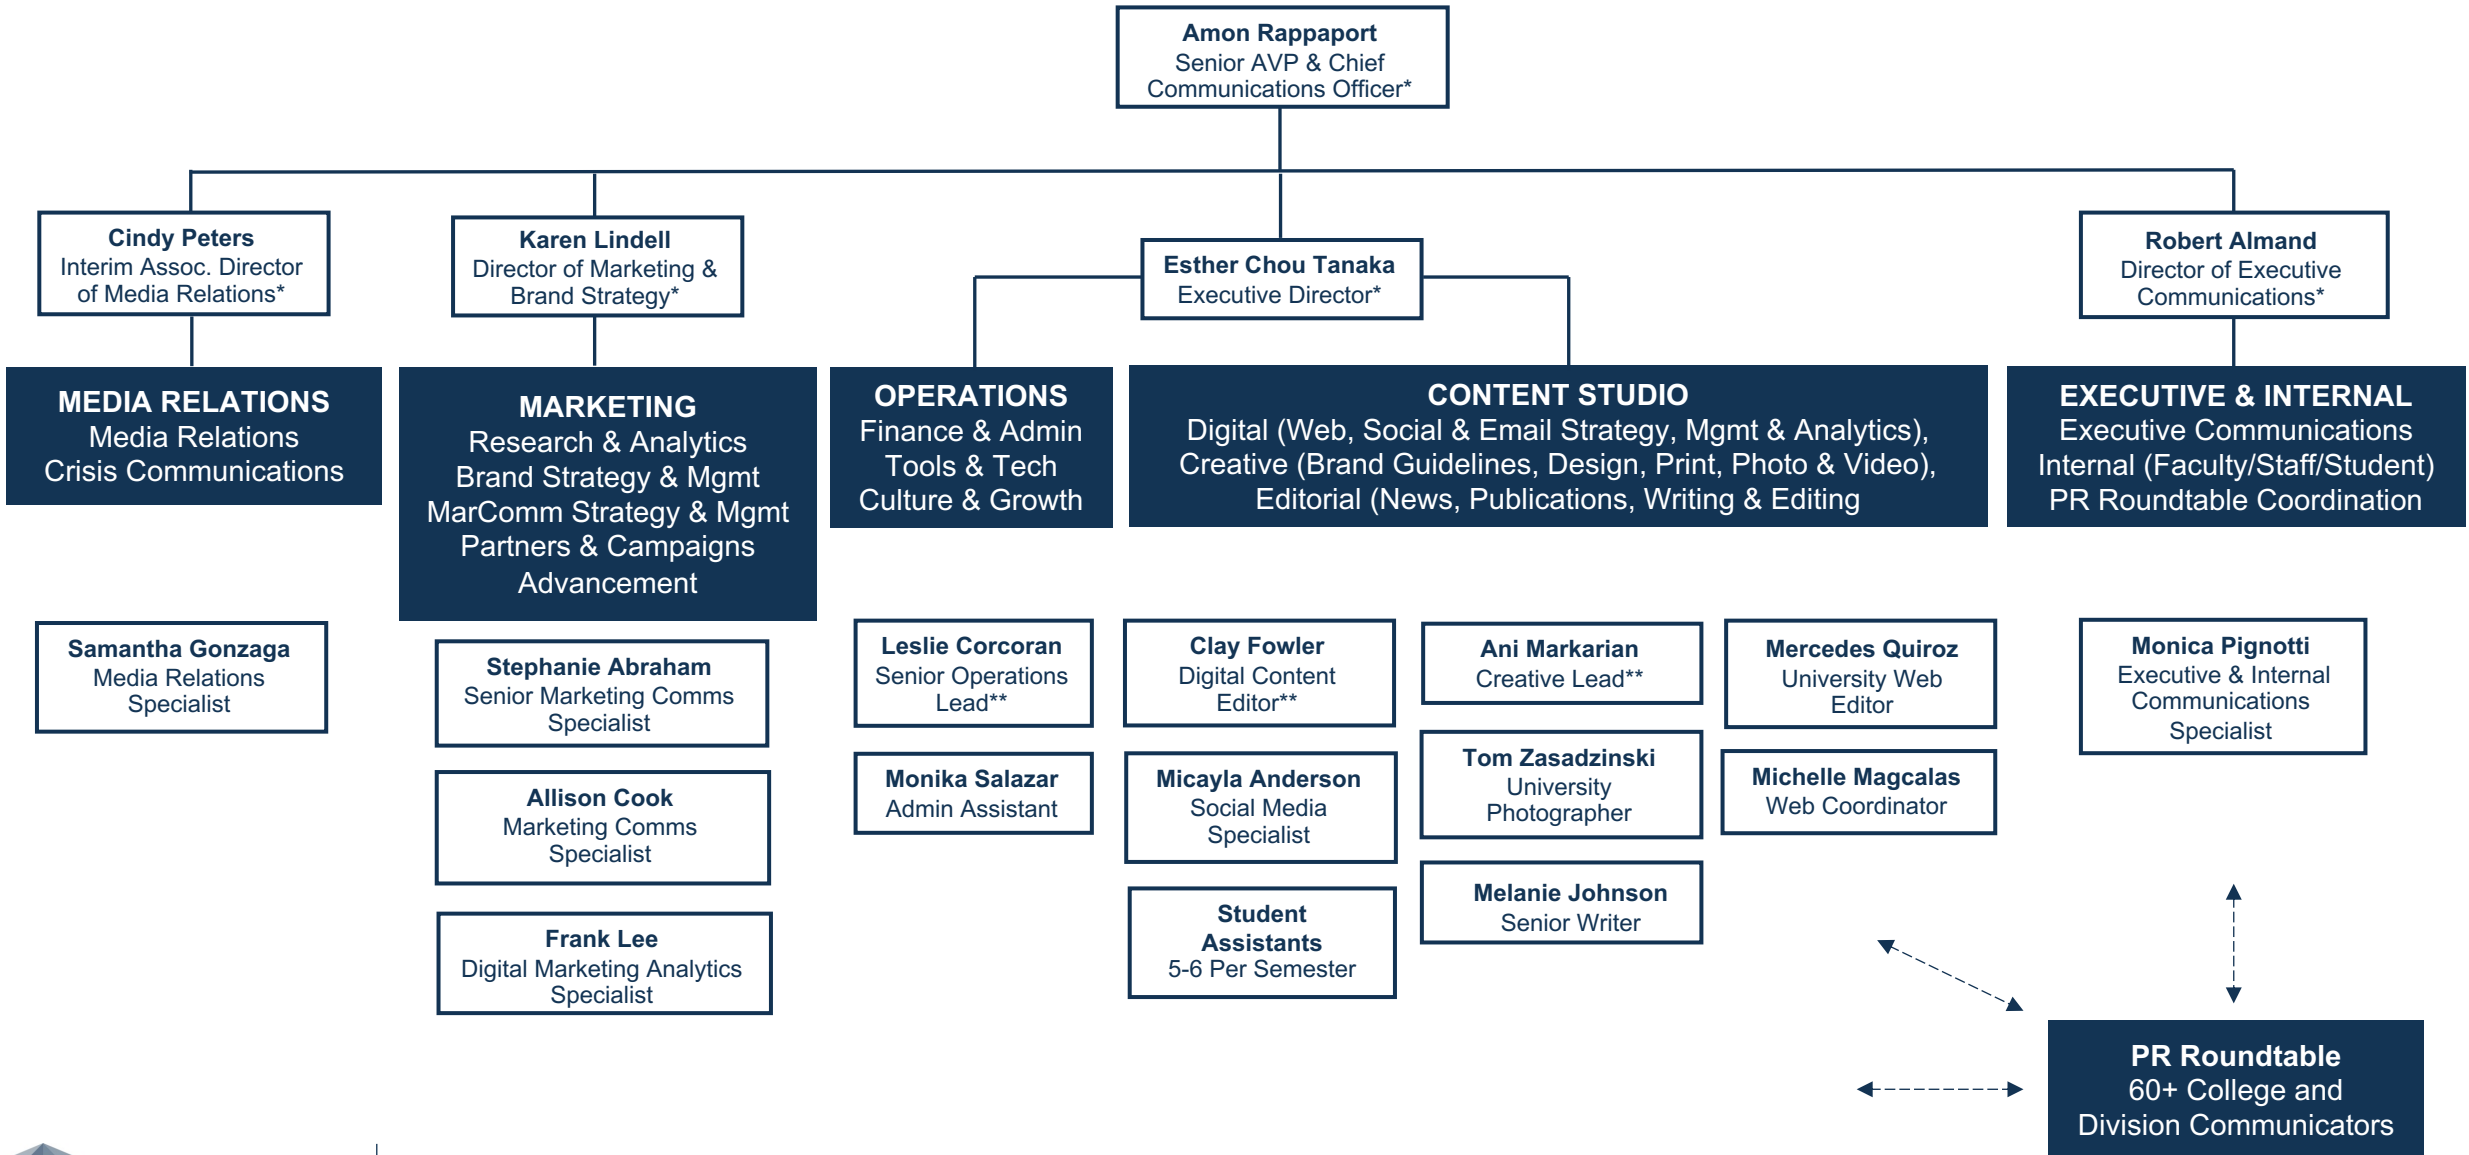 Amon Rappaport
Senior AVP & Chief
Communications Officer*
Cindy Peters
Interim Assoc. Director
of Media Relations*
Karen Lindell
Director of Marketing &
Brand Strategy*
Esther Chou Tanaka
Executive Director*
Robert Almand
Director of Executive
Communications*
MEDIA RELATIONS
Media Relations
Crisis Communications
MARKETING
Research & Analytics
Brand Strategy & Mgmt
MarComm Strategy & Mgmt
Partners & Campaigns
Advancement
OPERATIONS
Finance & Admin
Tools & Tech
Culture & Growth
CONTENT STUDIO
Digital (Web, Social & Email Strategy, Mgmt & Analytics),
Creative (Brand Guidelines, Design, Print, Photo & Video),
Editorial (News, Publications, Writing & Editing
EXECUTIVE & INTERNAL
Executive Communications
Internal (Faculty/Staff/Student)
PR Roundtable Coordination
Samantha Gonzaga
Media Relations
Specialist
Stephanie Abraham
Senior Marketing Comms
Specialist
Allison Cook
Marketing Comms
Specialist
Frank Lee
Digital Marketing Analytics
Specialist
Leslie Corcoran
Senior Operations
Lead**
Monika Salazar
Admin Assistant
Clay Fowler
Digital Content
Editor**
Micayla Anderson
Social Media
Specialist
Student
Assistants
5-6 Per Semester
Ani Markarian
Creative Lead**
Tom Zasadzinski
University
Photographer
Melanie Johnson
Senior Writer
Mercedes Quiroz
University Web
Editor
Michelle Magcalas
Web Coordinator
Monica Pignotti
Executive & Internal
Communications
Specialist
PR Roundtable
60+ College and
Division Communicators